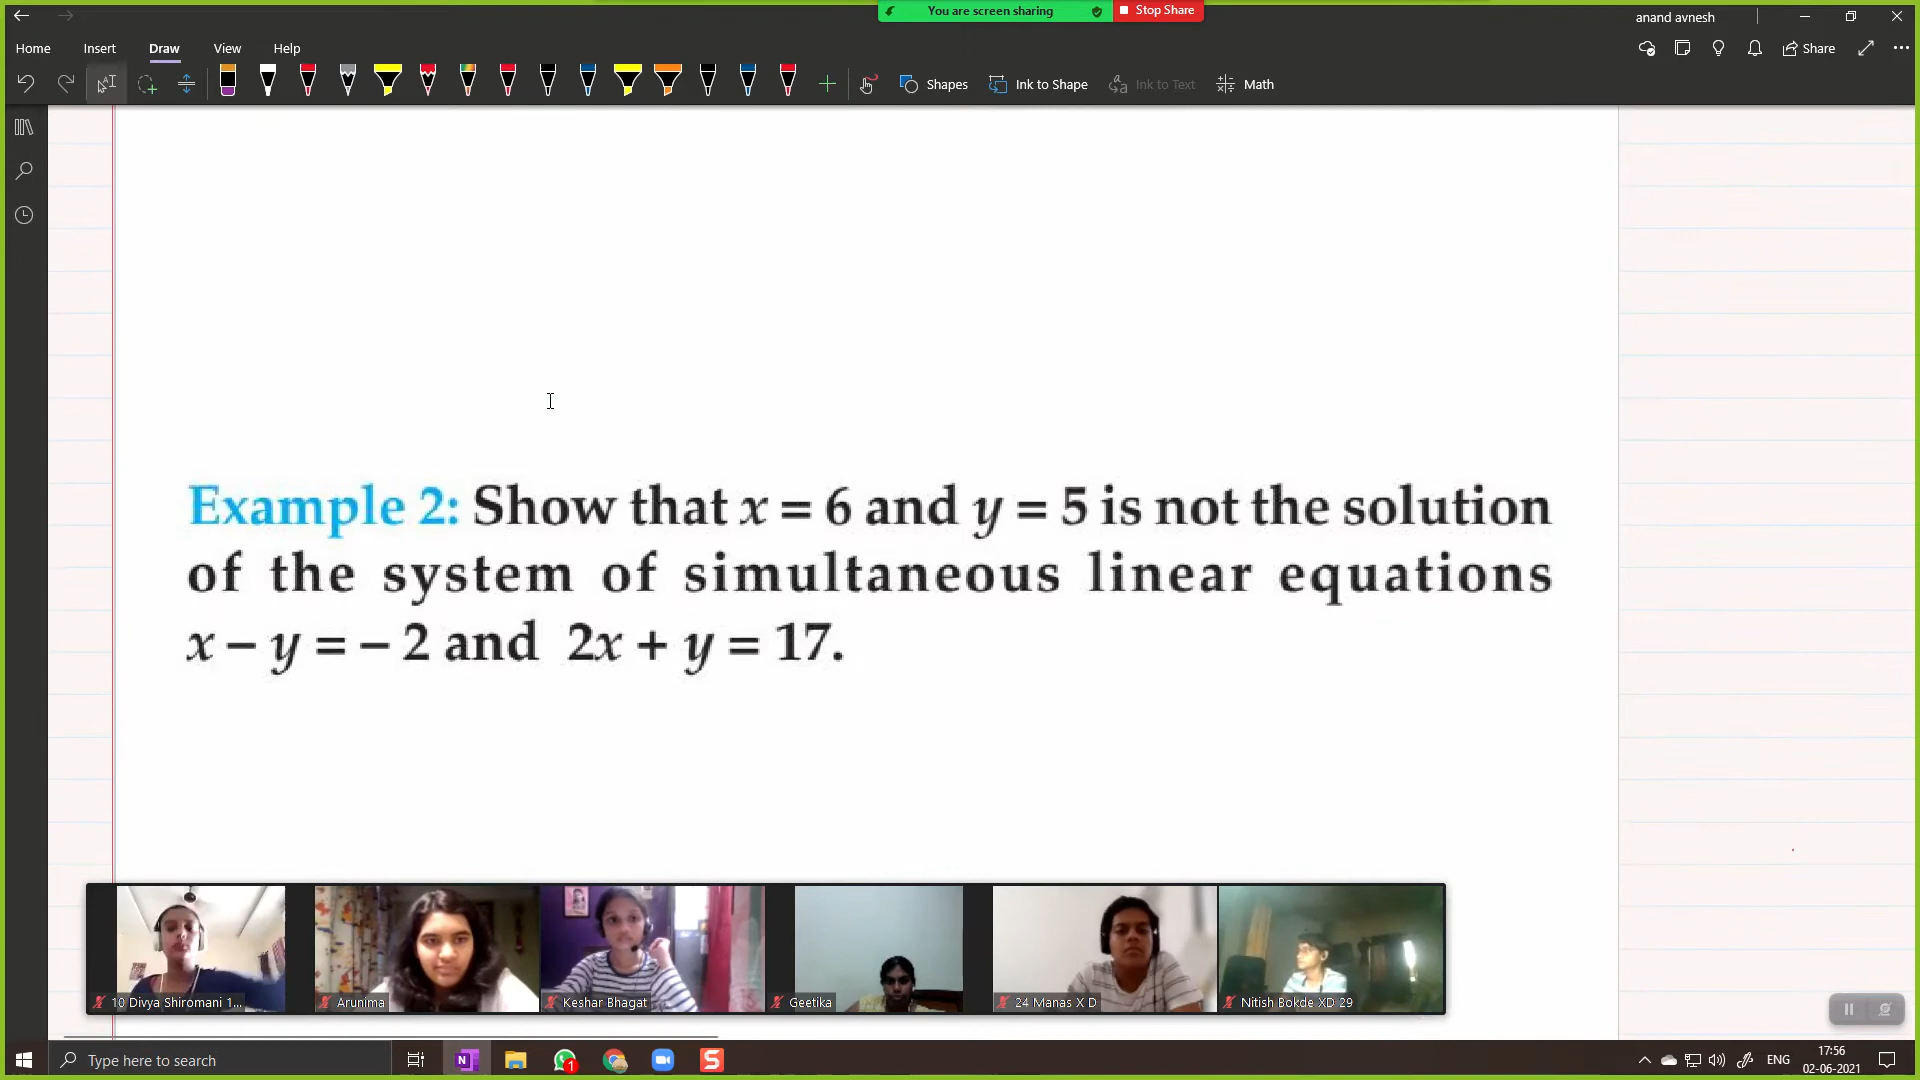 You are screen sharing
Stop Share
anand avnesh
Home Insert Draw View Help
Share
Shapes Ink to Shape Ink to Text Math
Example 2: Show that x = 6 and y = 5 is not the solution
of the system of simultaneous linear equations
x – y = – 2 and 2x + y = 17.
10 Divya Shiromani 1... Arunima Keshar Bhagat Geetika 24 Manas X D Nitish Bokde XD 29
Type here to search
N
1
S
ENG
17:56
02-06-2021